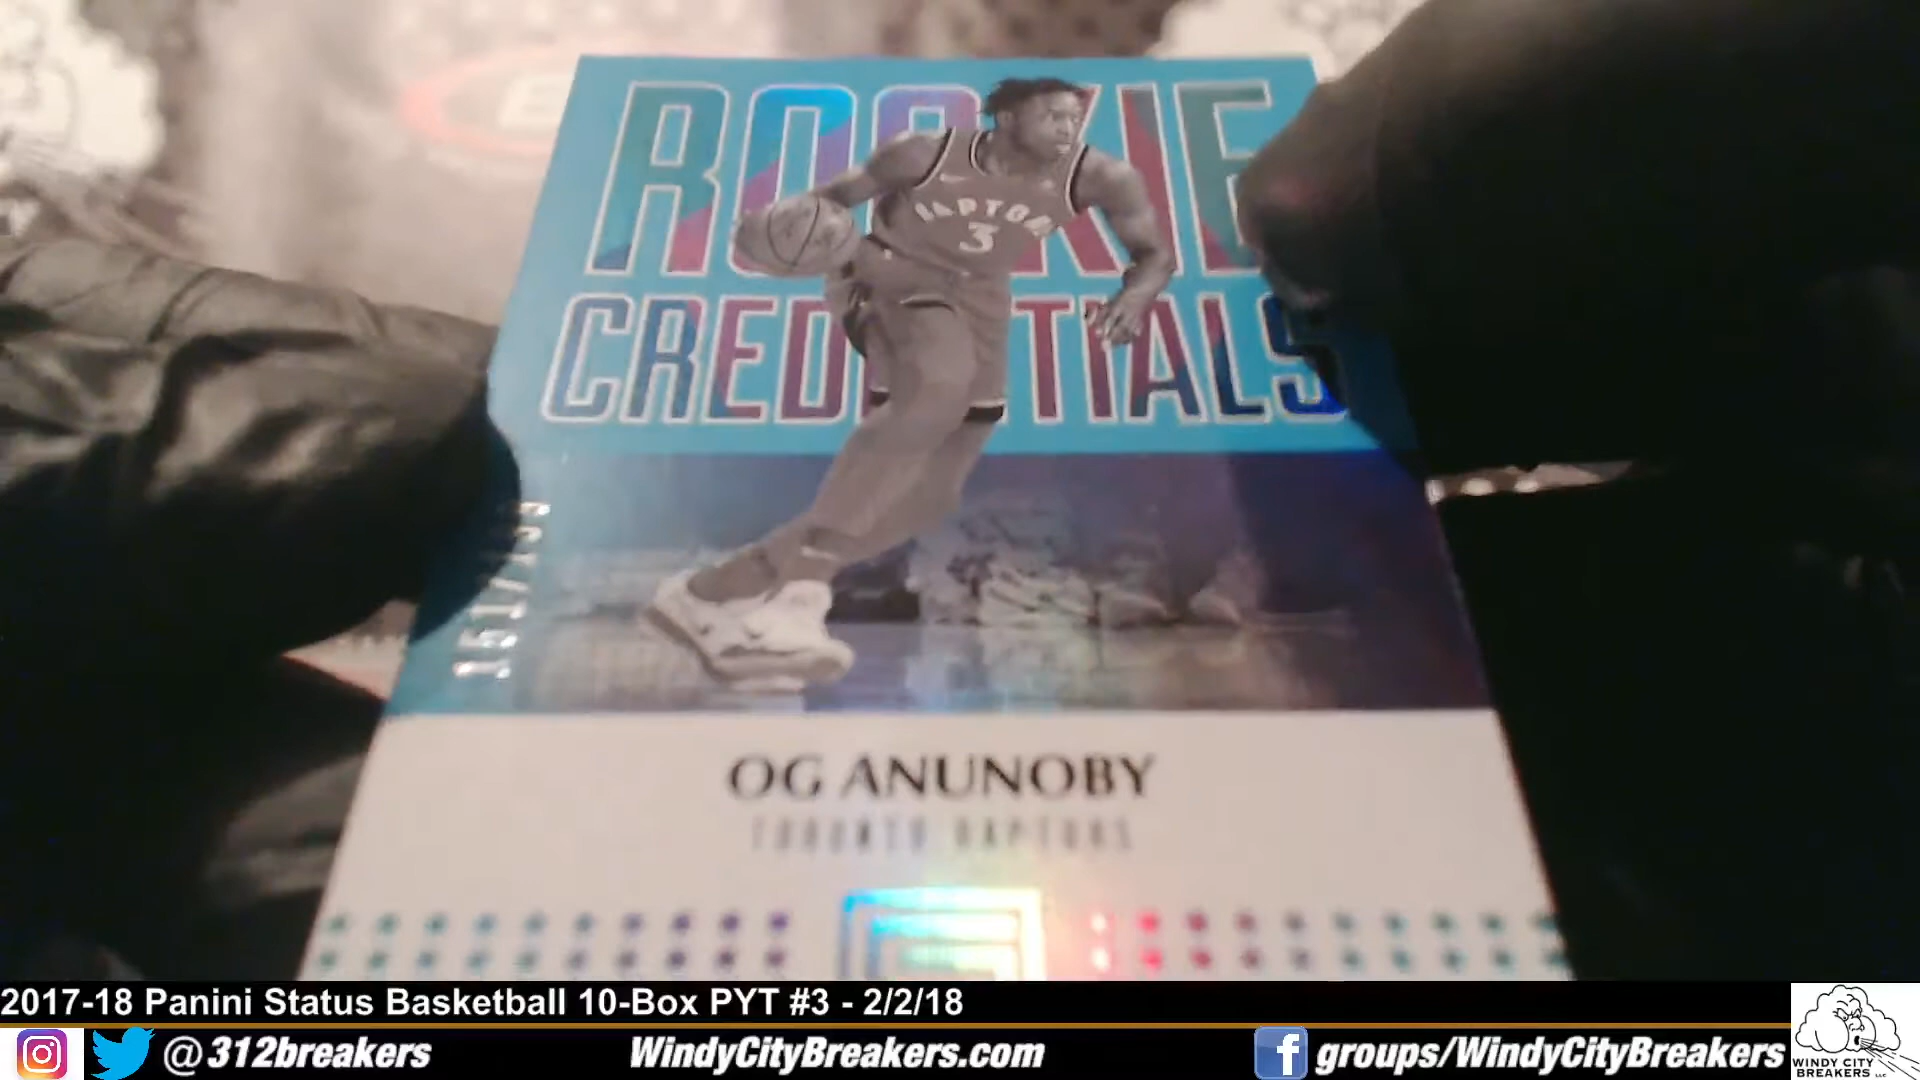 ROOKIE
RAPTORS
3
CREDENTIALS
OG ANUNOBY
TORONTO RAPTORS
2017-18 Panini Status Basketball 10-Box PYT #3 - 2/2/18
@312breakers
WindyCityBreakers.com
f groups/WindyCityBreakers
WINDY CITY
BREAKERS LLC